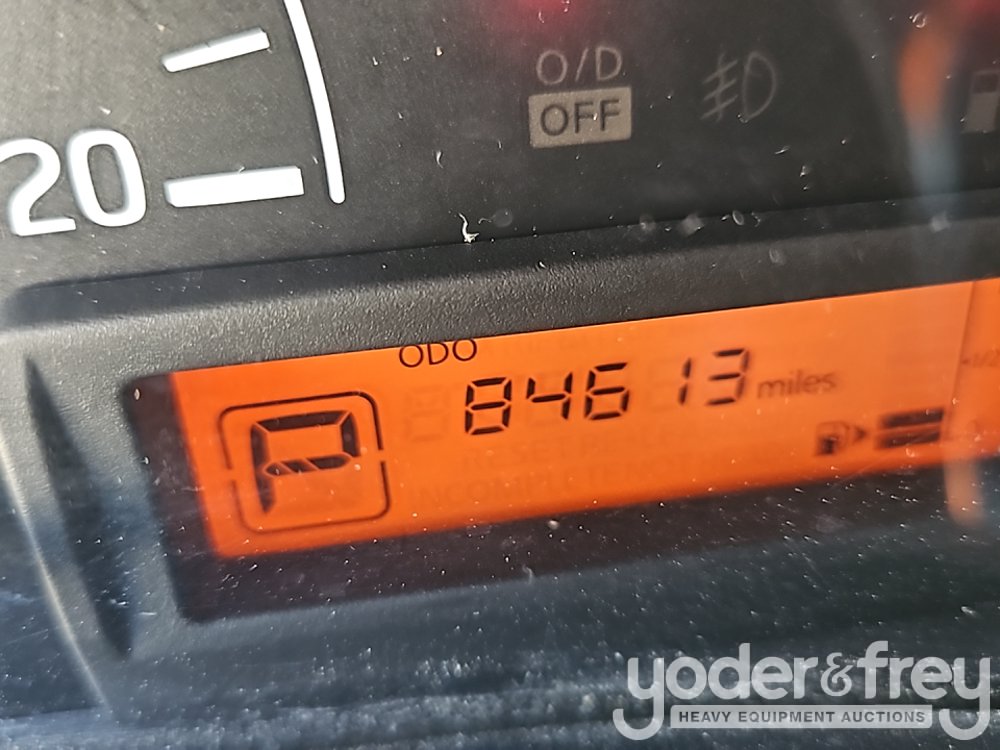 O/D
OFF
20
ODO
84613 miles
P
yoder&frey
HEAVY EQUIPMENT AUCTIONS